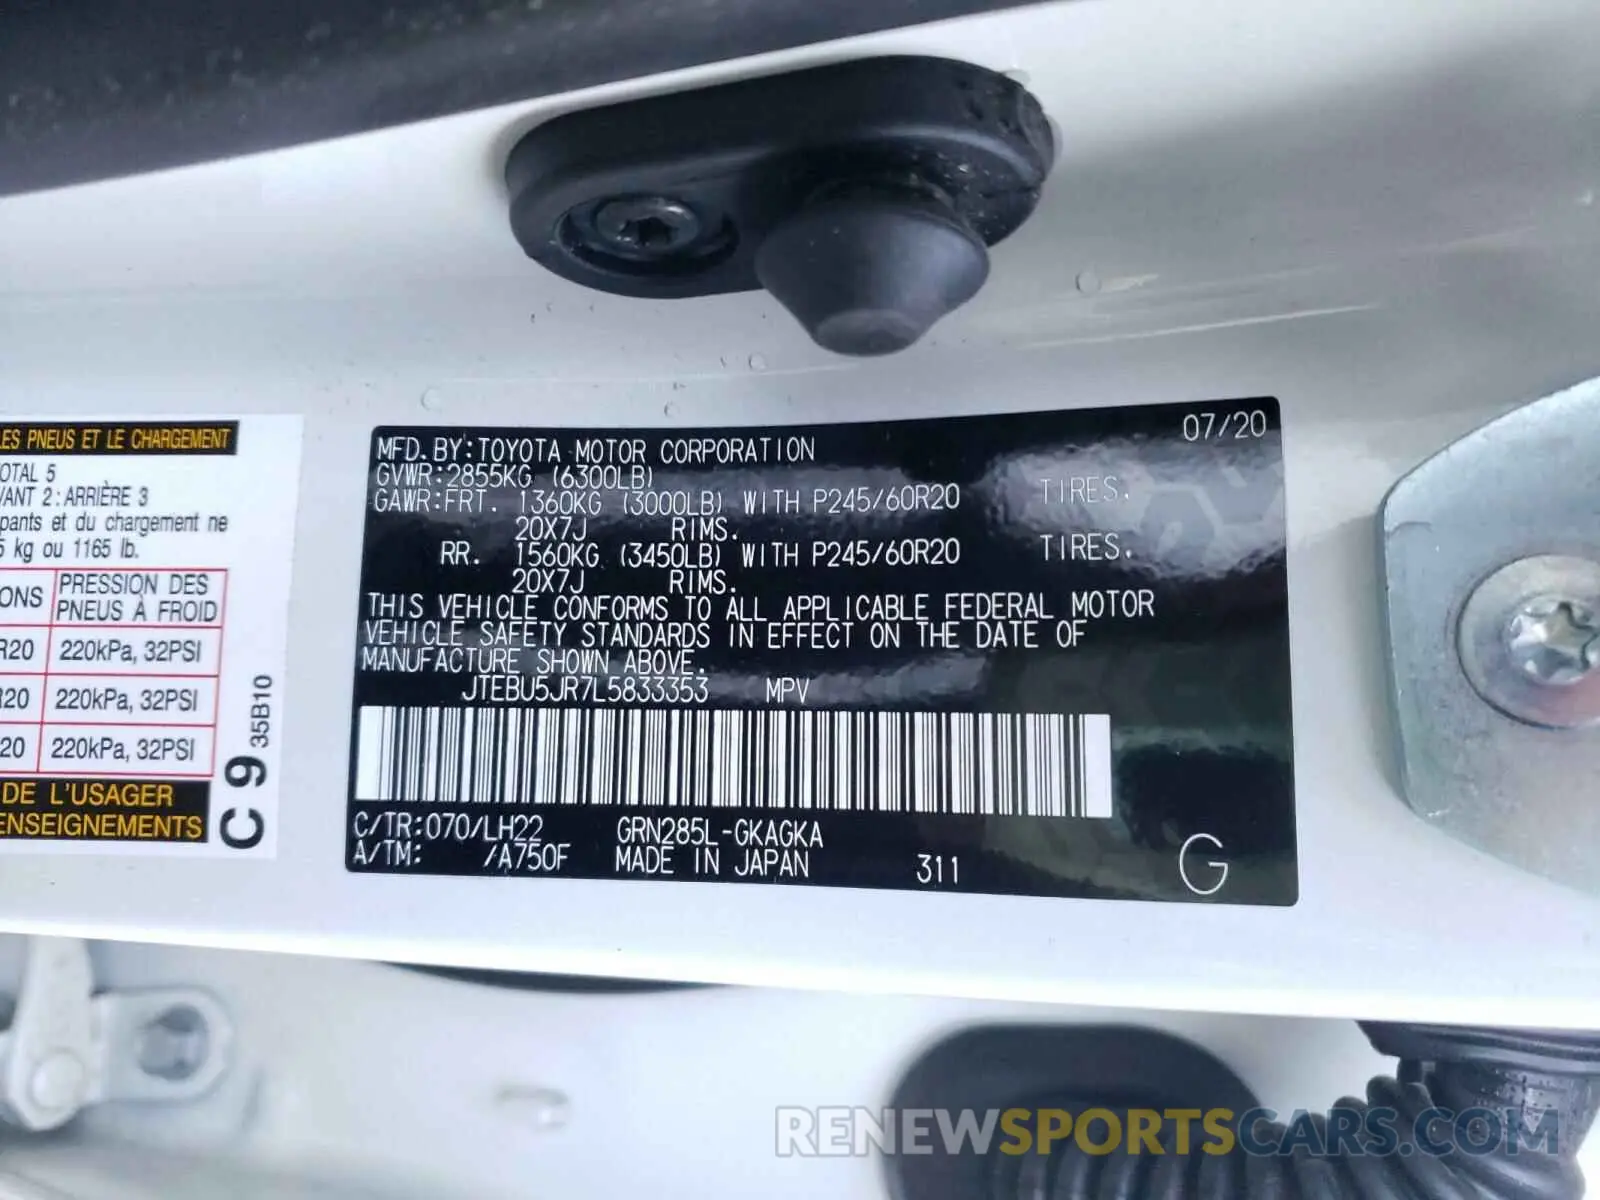 LES PNEUS ET LE CHARGEMENT
OTAL 5
VANT 2 : ARRIÈRE 3
pants et du chargement ne
5 kg ou 1165 lb.
ONS PRESSION DES
PNEUS À FROID
R20 220kPa, 32PSI
R20 220kPa, 32PSI
20 220kPa, 32PSI
DE L'USAGER
ENSEIGNEMENTS
C 9 35B10
07/20
MFD. BY: TOYOTA MOTOR CORPORATION
GVWR: 2855KG (6300LB)
GAWR: FRT. 1360KG (3000LB) WITH P245/60R20 TIRES.
20X7J RIMS.
RR. 1560KG (3450LB) WITH P245/60R20 TIRES.
20X7J RIMS.
THIS VEHICLE CONFORMS TO ALL APPLICABLE FEDERAL MOTOR
VEHICLE SAFETY STANDARDS IN EFFECT ON THE DATE OF
MANUFACTURE SHOWN ABOVE.
JTEBU5JR7L5833353 MPV
C/TR: 070/LH22 GRN285L-GKAGKA
A/TM: /A750F MADE IN JAPAN 311 G
RENEWSPORTSCARS.COM